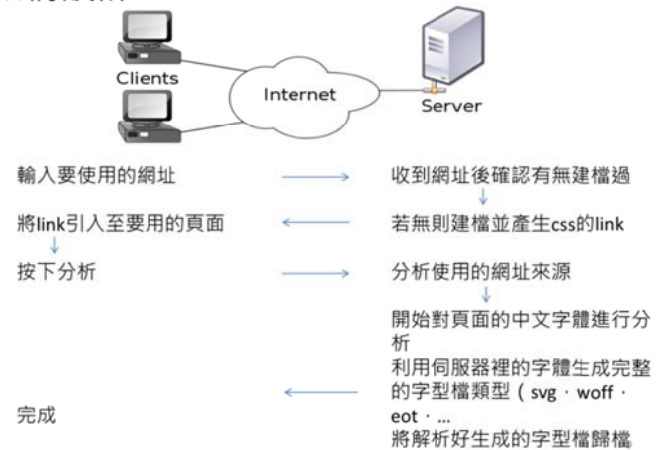 Clients
Internet
Server
輸入要使用的網址
收到網址後確認有無建檔過
將link引入至要用的頁面
若無則建檔並產生css的link
按下分析
分析使用的網址來源
開始對頁面的中文字體進行分
析
利用伺服器裡的字體生成完整
的字型檔類型（svg，woff，
eot，…
完成
將解析好生成的字型檔歸檔